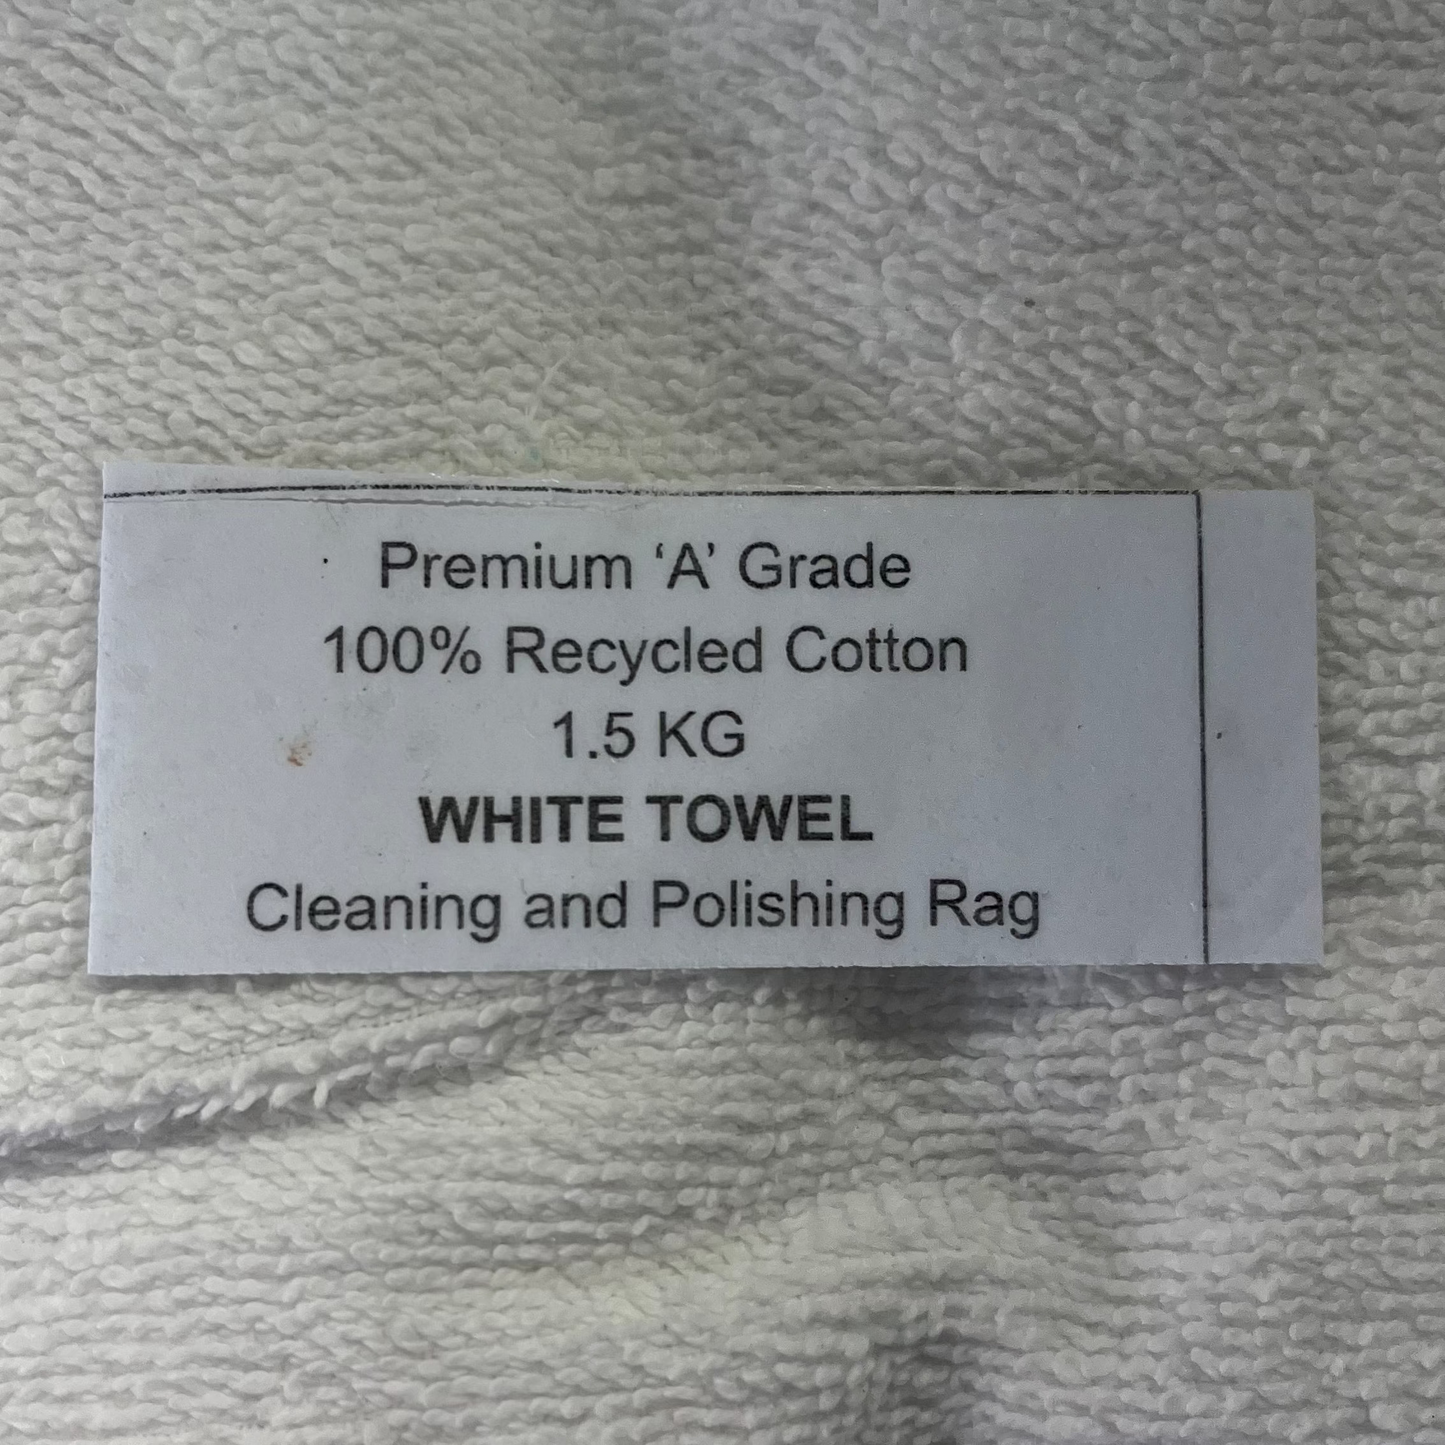 Premium ‘A’ Grade
100% Recycled Cotton
1.5 KG
WHITE TOWEL
Cleaning and Polishing Rag